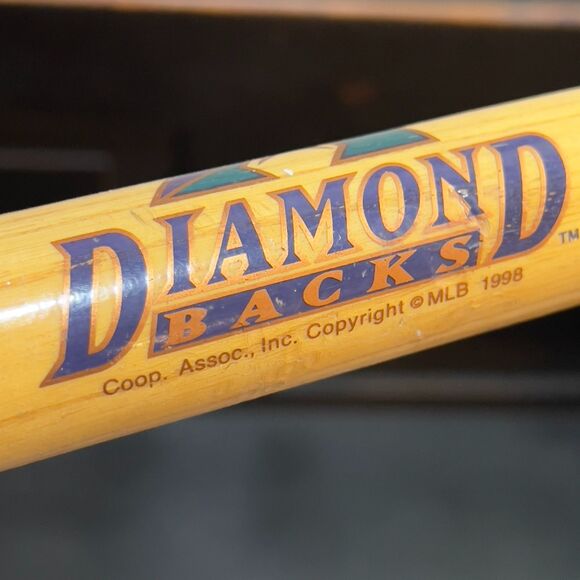 DIAMOND
BACKS
TM
Coop. Assoc., Inc. Copyright © MLB 1998